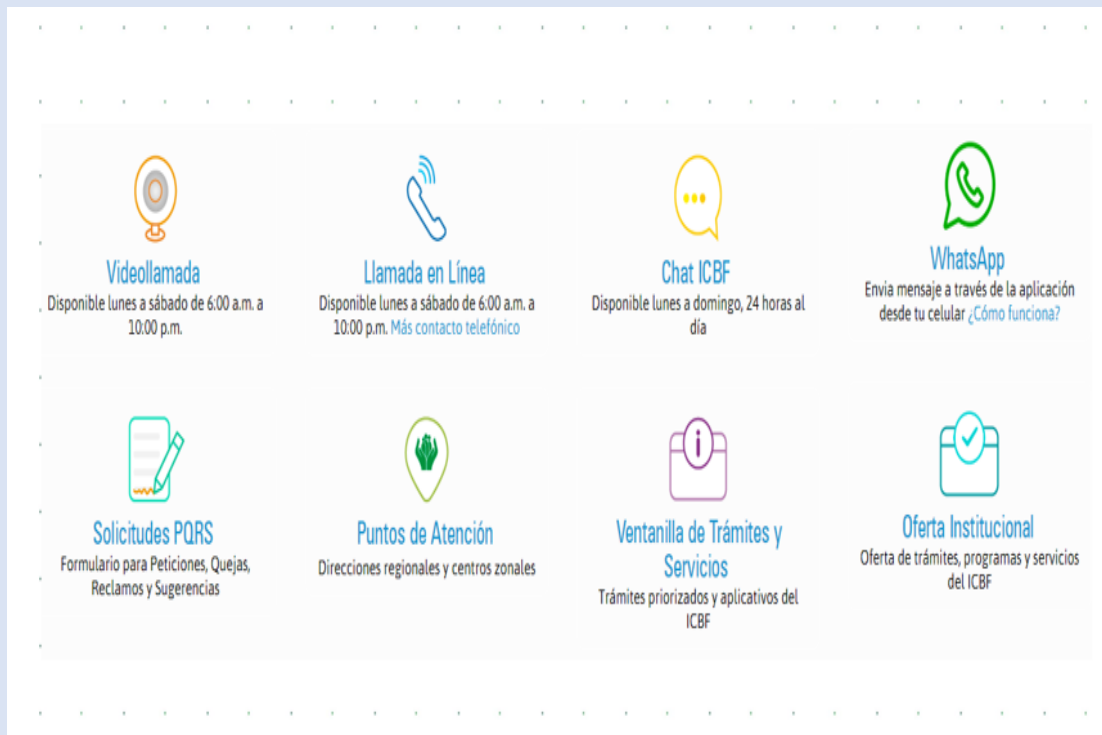 Videollamada
Disponible lunes a sábado de 6:00 a.m. a
10:00 p.m.
Llamada en Línea
Disponible lunes a sábado de 6:00 a.m. a
10:00 p.m. Más contacto telefónico
Chat ICBF
Disponible lunes a domingo, 24 horas al
día
WhatsApp
Envia mensaje a través de la aplicación
desde tu celular ¿Cómo funciona?
Solicitudes PQRS
Formulario para Peticiones, Quejas,
Reclamos y Sugerencias
Puntos de Atención
Direcciones regionales y centros zonales
Ventanilla de Trámites y
Servicios
Trámites priorizados y aplicativos del
ICBF
Oferta Institucional
Oferta de trámites, programas y servicios
del ICBF